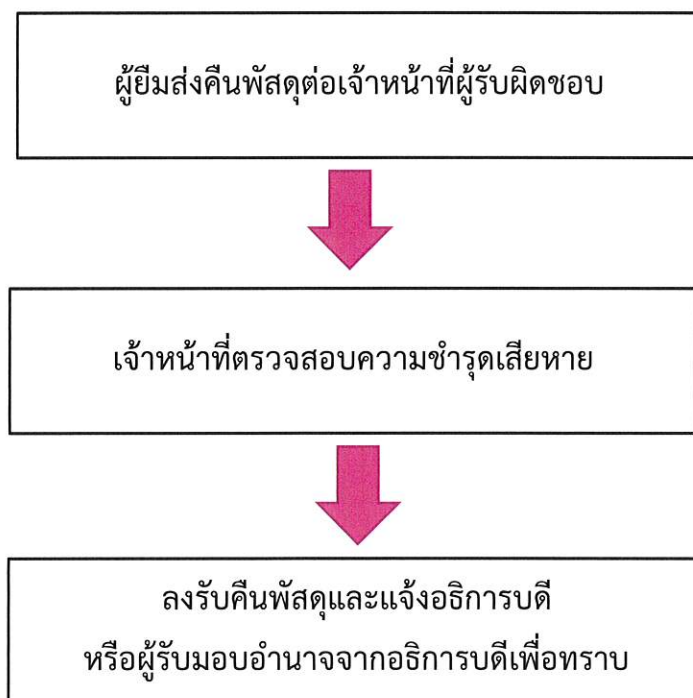 ผู้ยืมส่งคืนพัสดุต่อเจ้าหน้าที่ผู้รับผิดชอบ
เจ้าหน้าที่ตรวจสอบความชำรุดเสียหาย
ลงรับคืนพัสดุและแจ้งอธิการบดี
หรือผู้รับมอบอำนาจจากอธิการบดีเพื่อทราบ